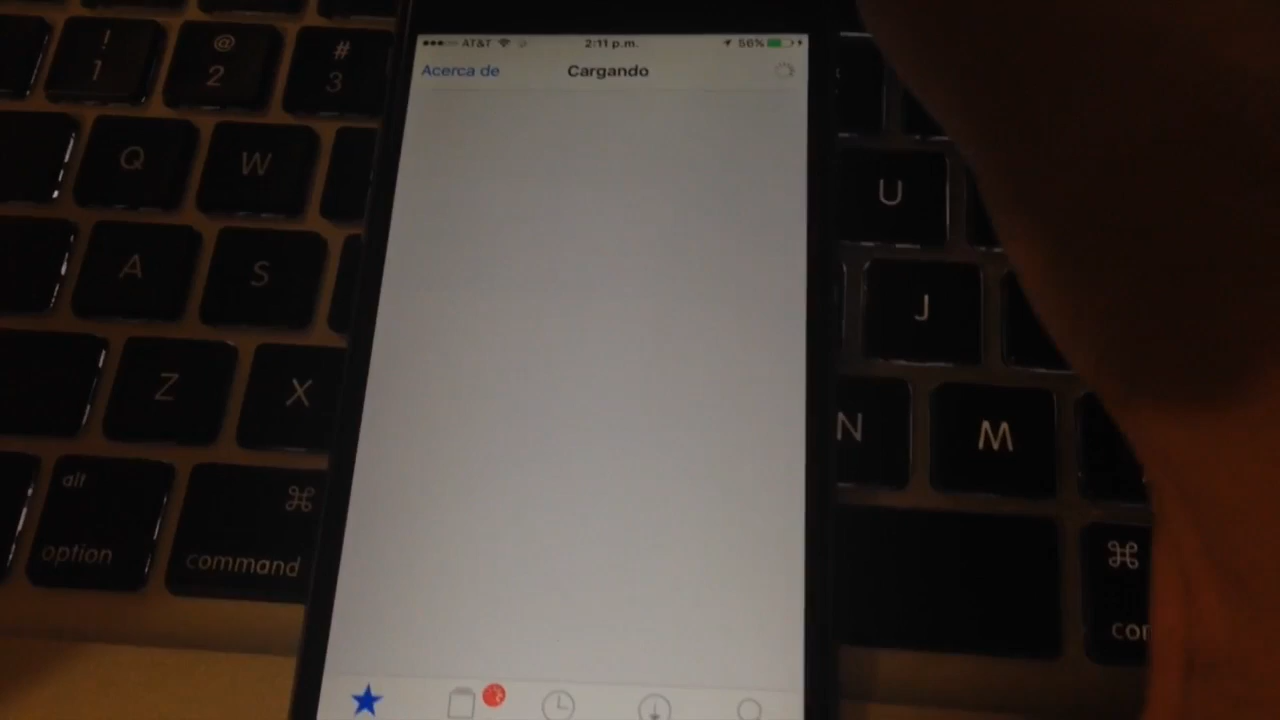 AT&T 2:11 p.m. 56%
Acerca de Cargando
! 1 @ 2 # 3
Q W U
A S J
Z X N M
alt option ⌘ command ⌘